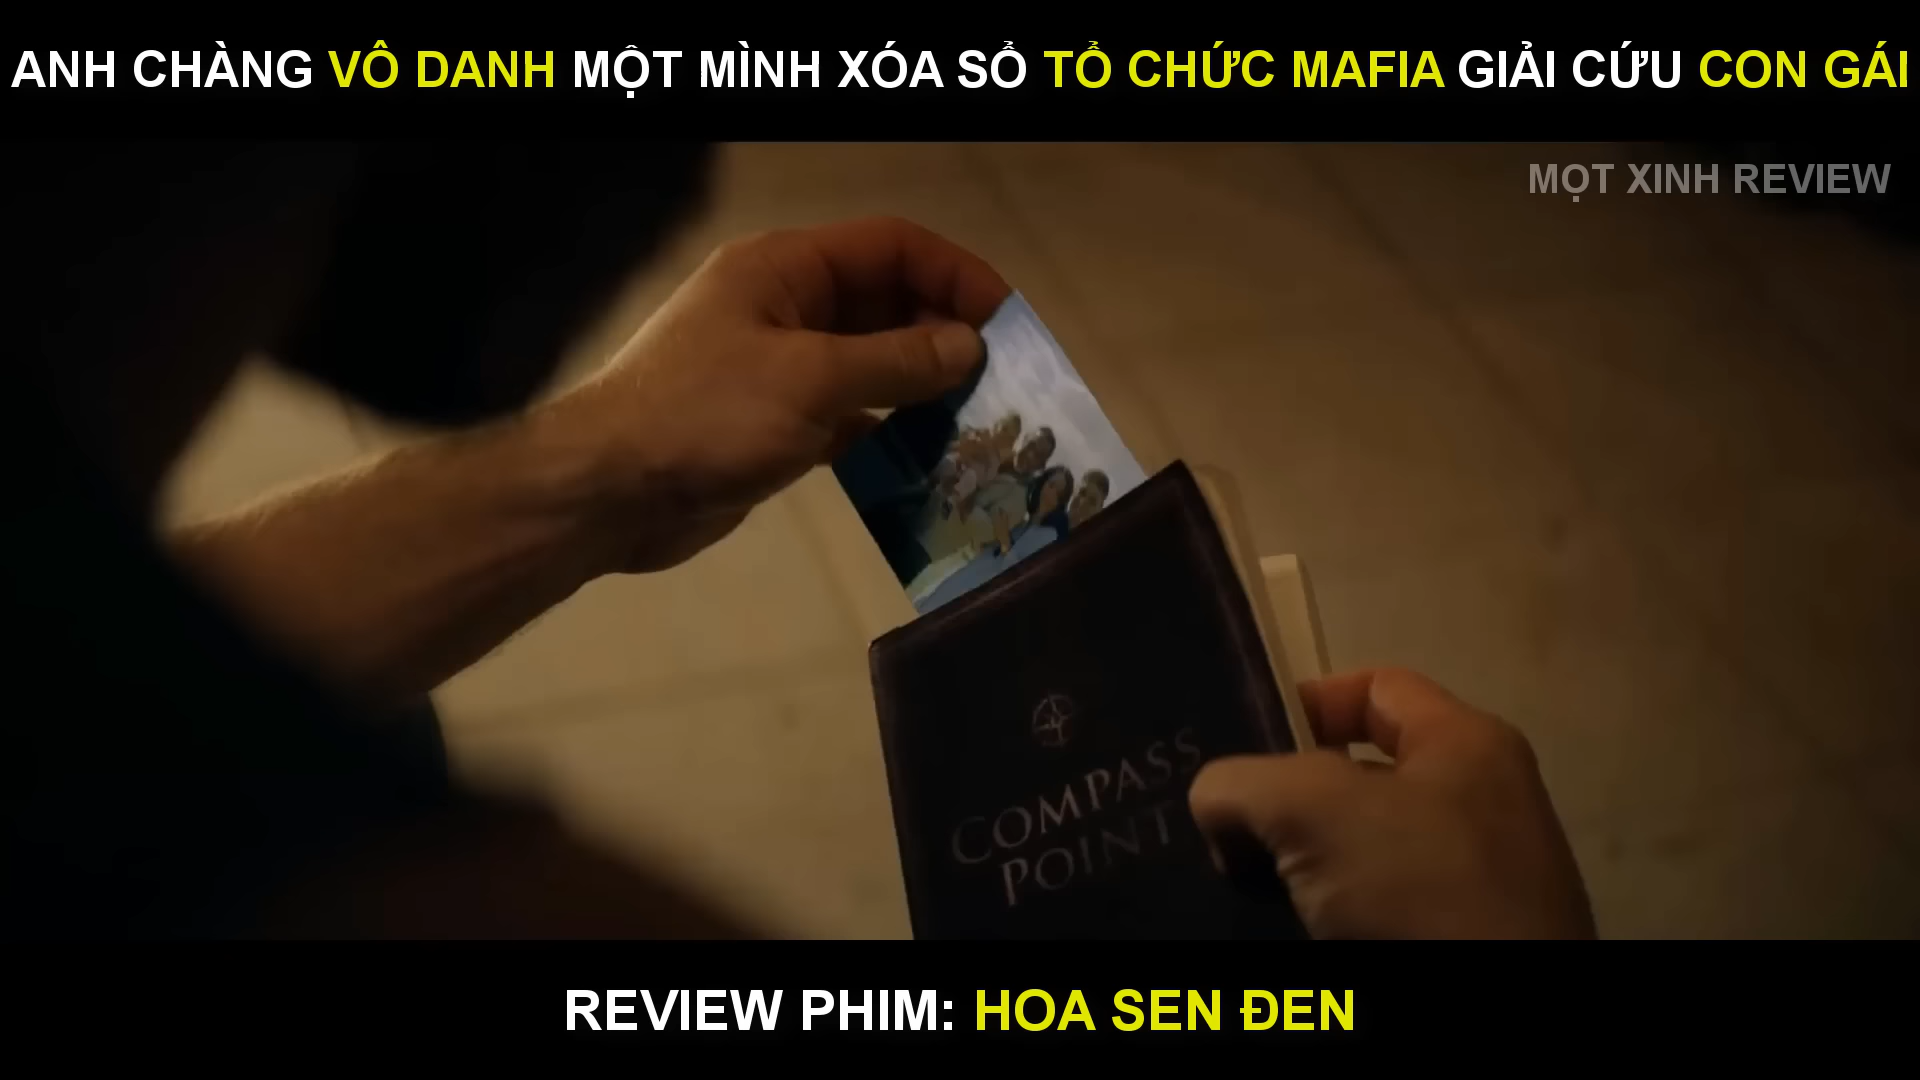 ANH CHÀNG VÔ DANH MỘT MÌNH XÓA SỔ TỔ CHỨC MAFIA GIẢI CỨU CON GÁI
MỌT XINH REVIEW
COMPASS
POINT
REVIEW PHIM: HOA SEN ĐEN